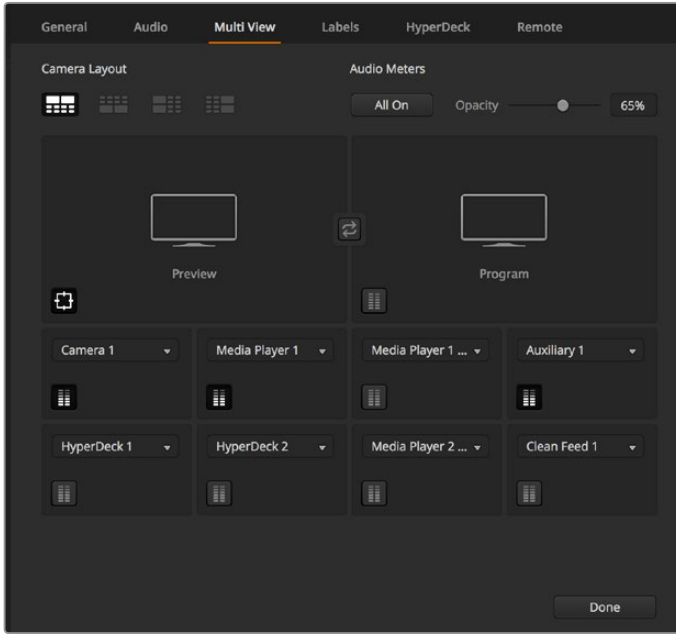 General Audio Multi View Labels HyperDeck Remote
Camera Layout Audio Meters
All On Opacity 65%
Preview Program
Camera 1 Media Player 1 Media Player 1 ... Auxiliary 1
HyperDeck 1 HyperDeck 2 Media Player 2 ... Clean Feed 1
Done